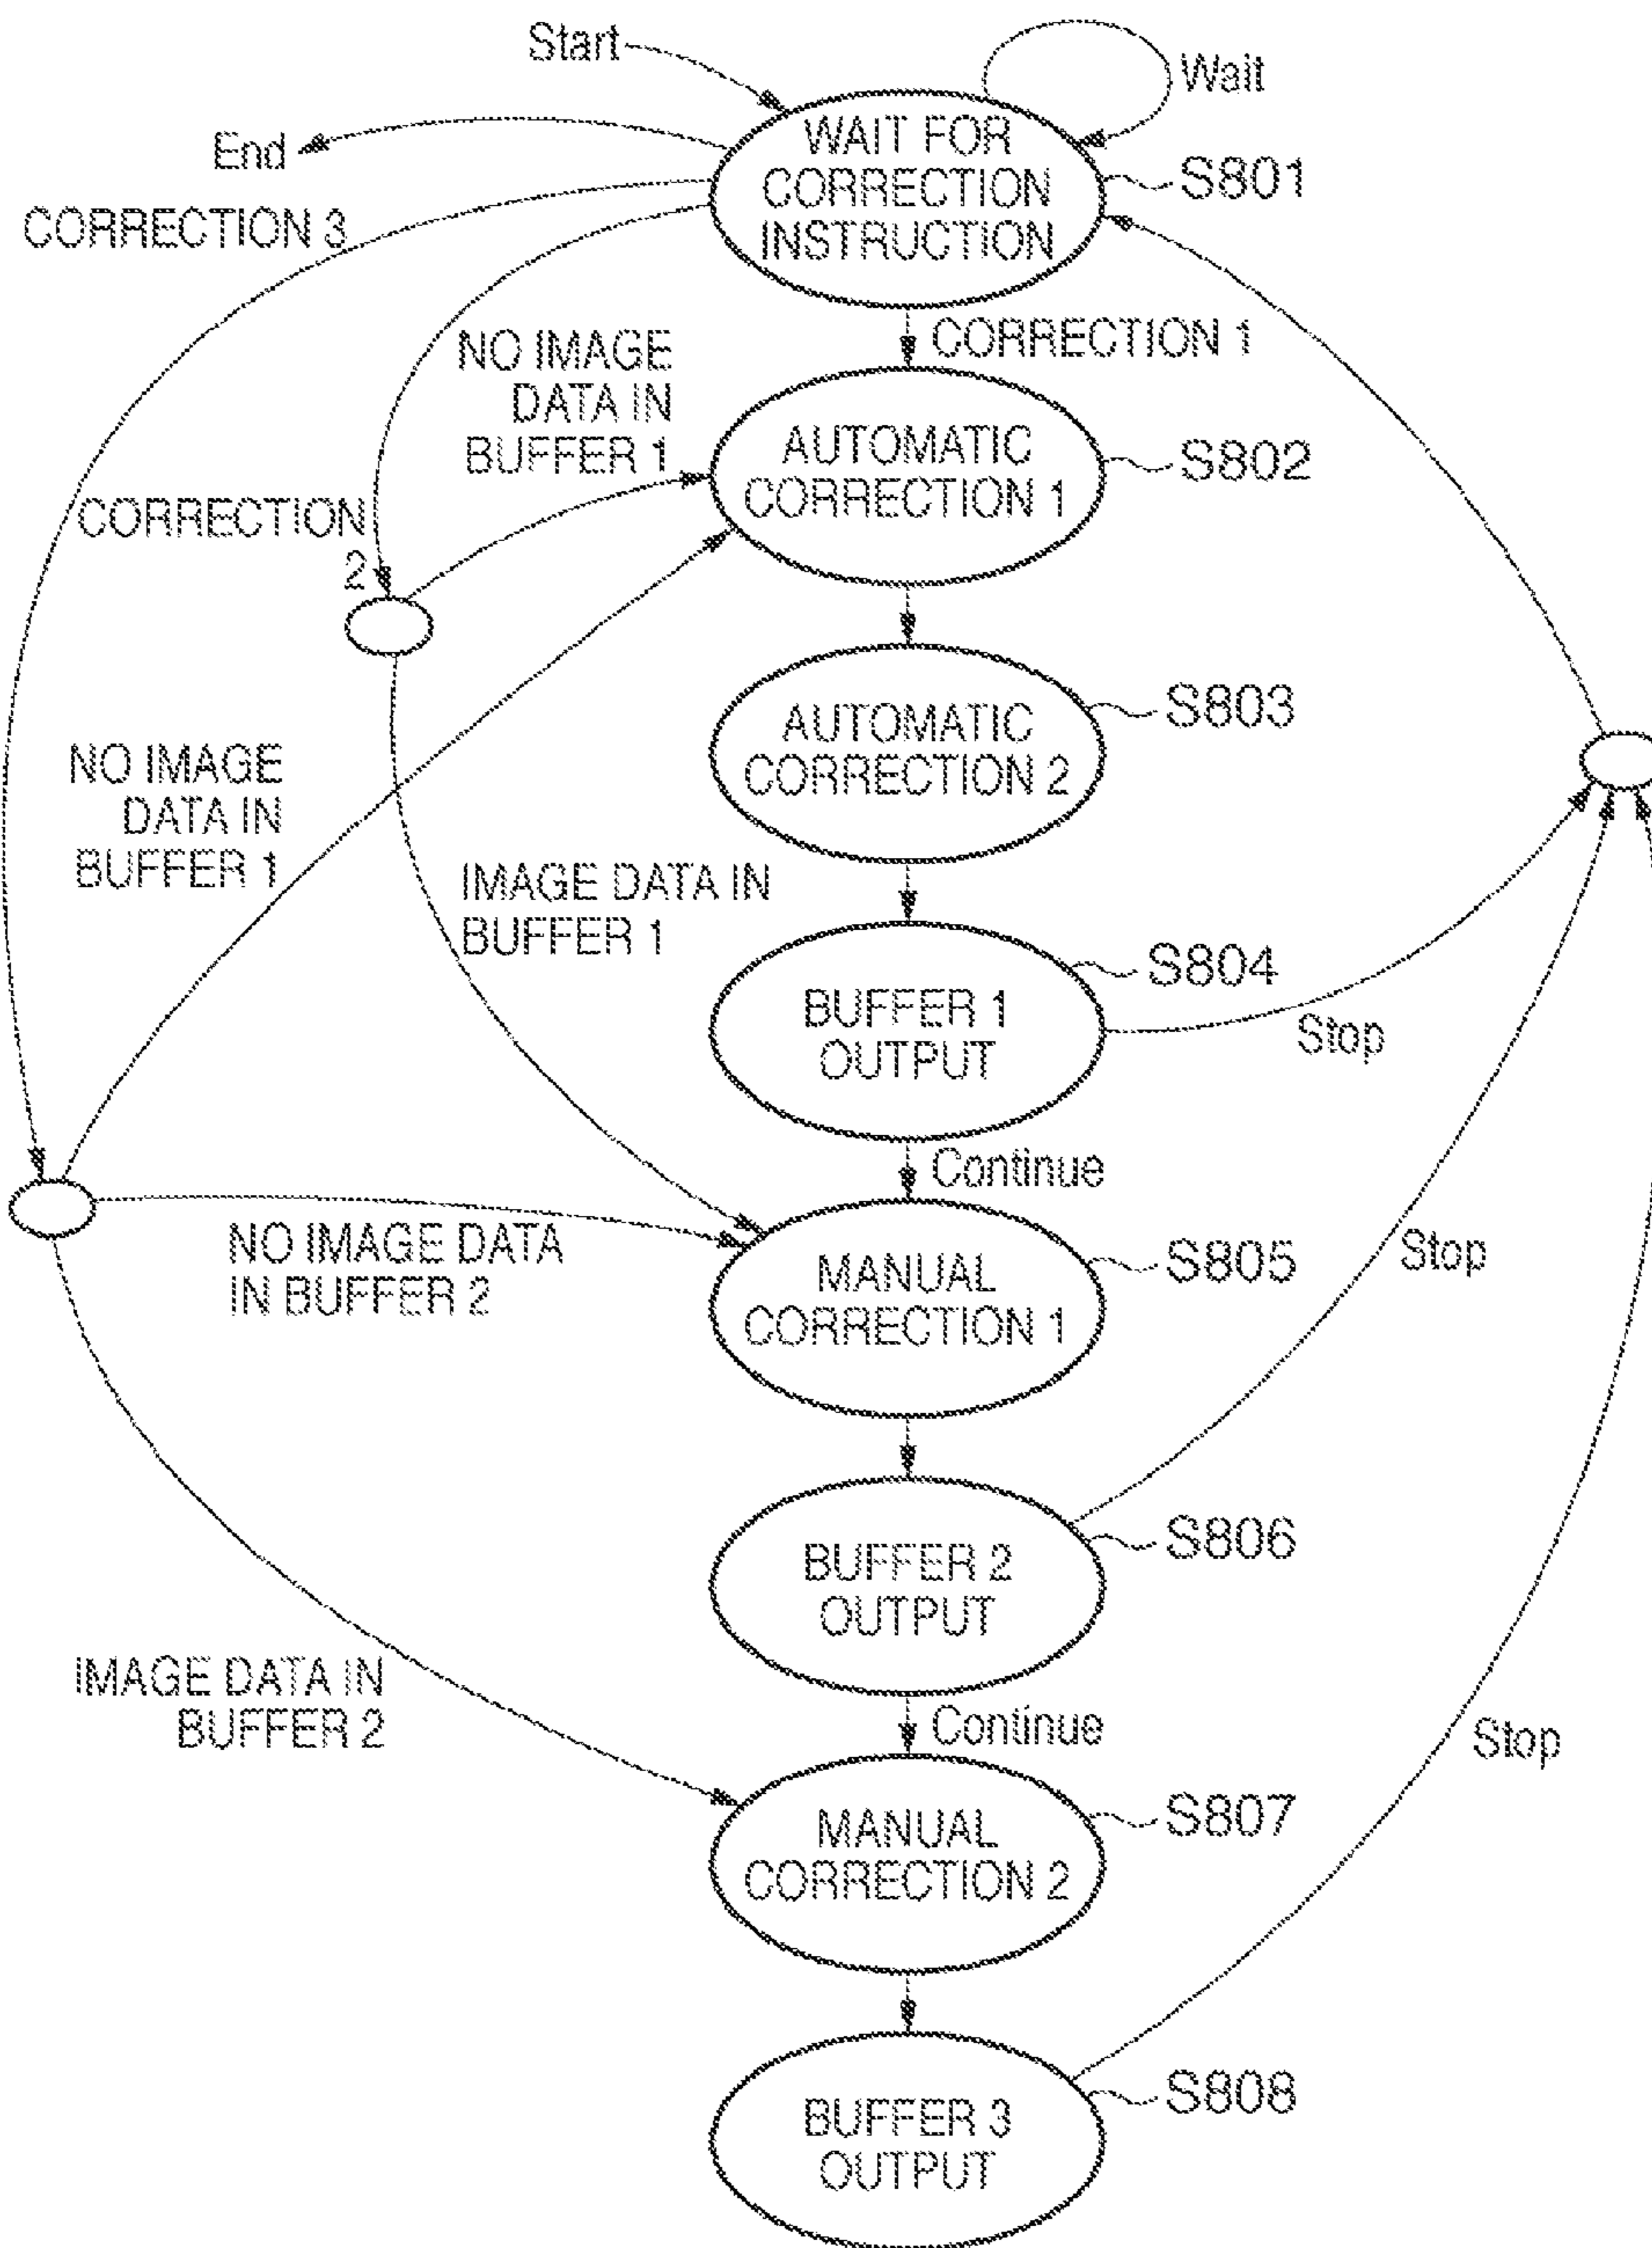 Start
Wait
End
WAIT FOR
CORRECTION
INSTRUCTION
S801
CORRECTION 3
CORRECTION 1
NO IMAGE
DATA IN
BUFFER 1
AUTOMATIC
CORRECTION 1
S802
CORRECTION
2
AUTOMATIC
CORRECTION 2
S803
NO IMAGE
DATA IN
BUFFER 1
IMAGE DATA IN
BUFFER 1
BUFFER 1
OUTPUT
S804
Stop
Continue
NO IMAGE DATA
IN BUFFER 2
MANUAL
CORRECTION 1
S805
Stop
BUFFER 2
OUTPUT
S806
IMAGE DATA IN
BUFFER 2
Continue
Stop
MANUAL
CORRECTION 2
S807
BUFFER 3
OUTPUT
S808